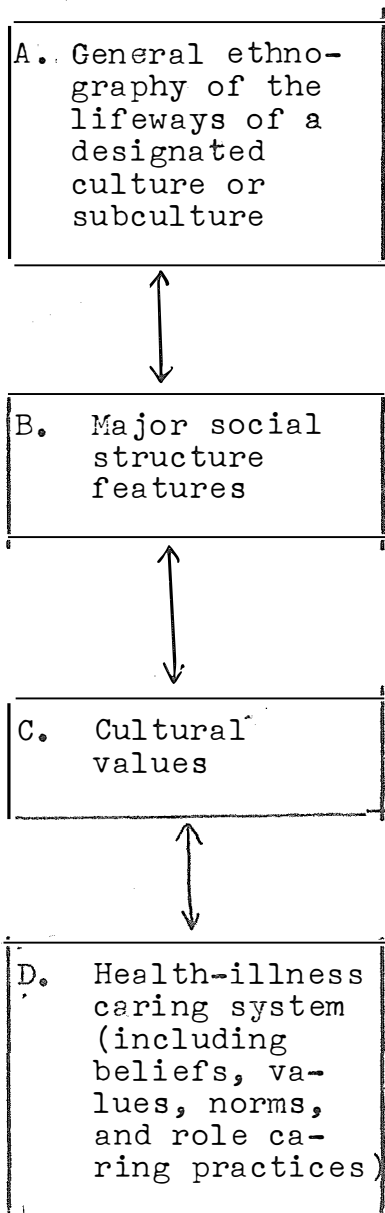 A. General ethno-
graphy of the
lifeways of a
designated
culture or
subculture
B. Major social
structure
features
C. Cultural
values
D. Health-illness
caring system
(including
beliefs, va-
lues, norms,
and role ca-
ring practices)